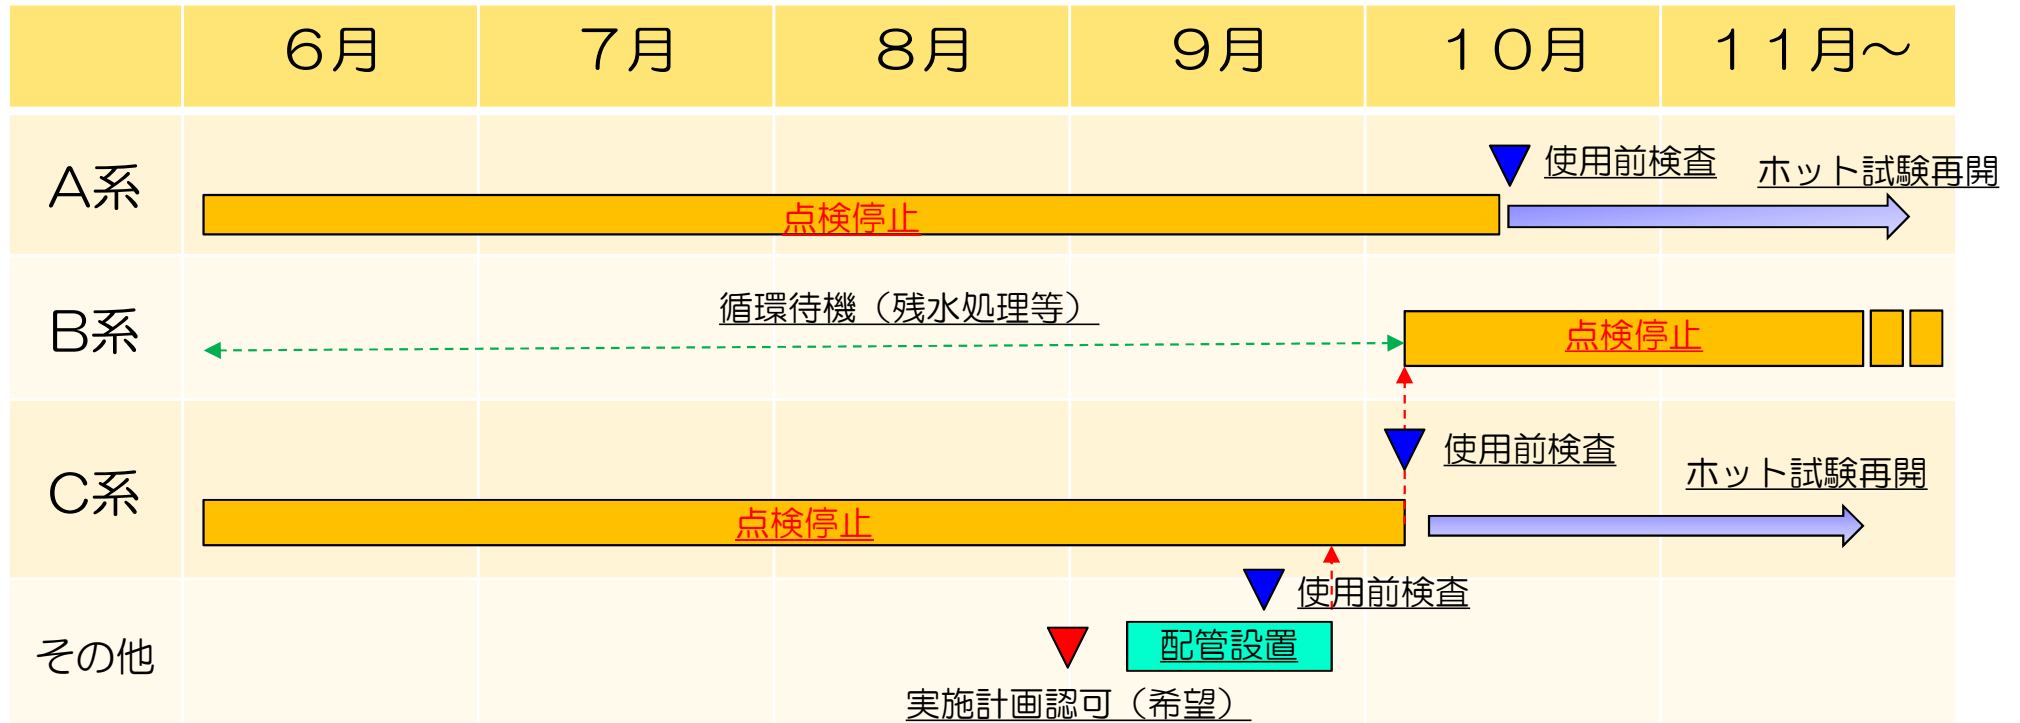 ６月 ７月 ８月 ９月 １０月 １１月～
Ａ系
使用前検査
ホット試験再開
点検停止
Ｂ系
循環待機（残水処理等）
点検停止
Ｃ系
使用前検査
ホット試験再開
点検停止
その他
使用前検査
配管設置
実施計画認可（希望）